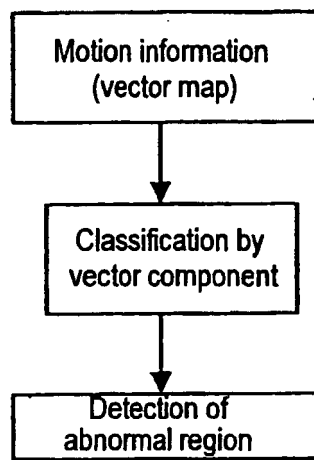 Motion information
(vector map)
Classification by
vector component
Detection of
abnormal region